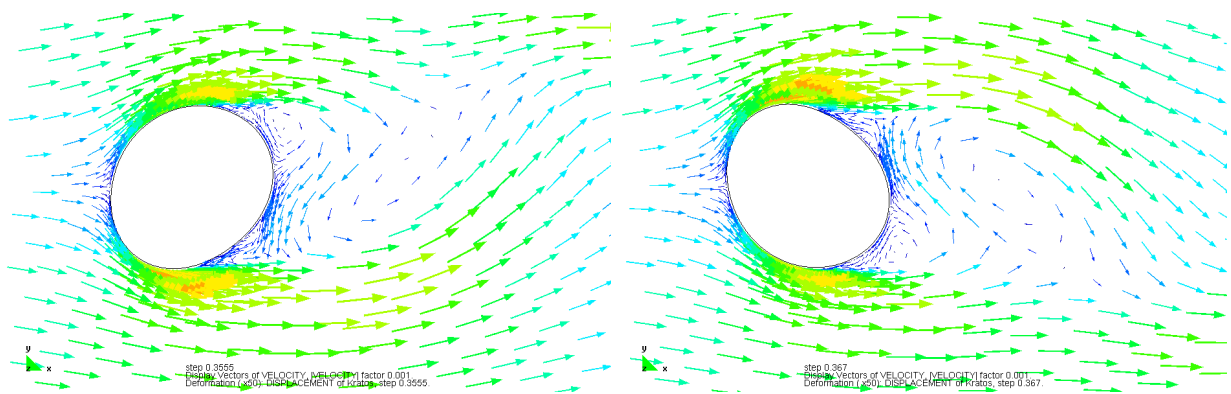 y
z x
step 0.3555
Display Vectors of VELOCITY, |VELOCITY| factor 0.001.
Deformation ( x50): DISPLACEMENT of Kratos, step 0.3555.
y
z x
step 0.367
Display Vectors of VELOCITY, |VELOCITY| factor 0.001.
Deformation ( x50): DISPLACEMENT of Kratos, step 0.367.